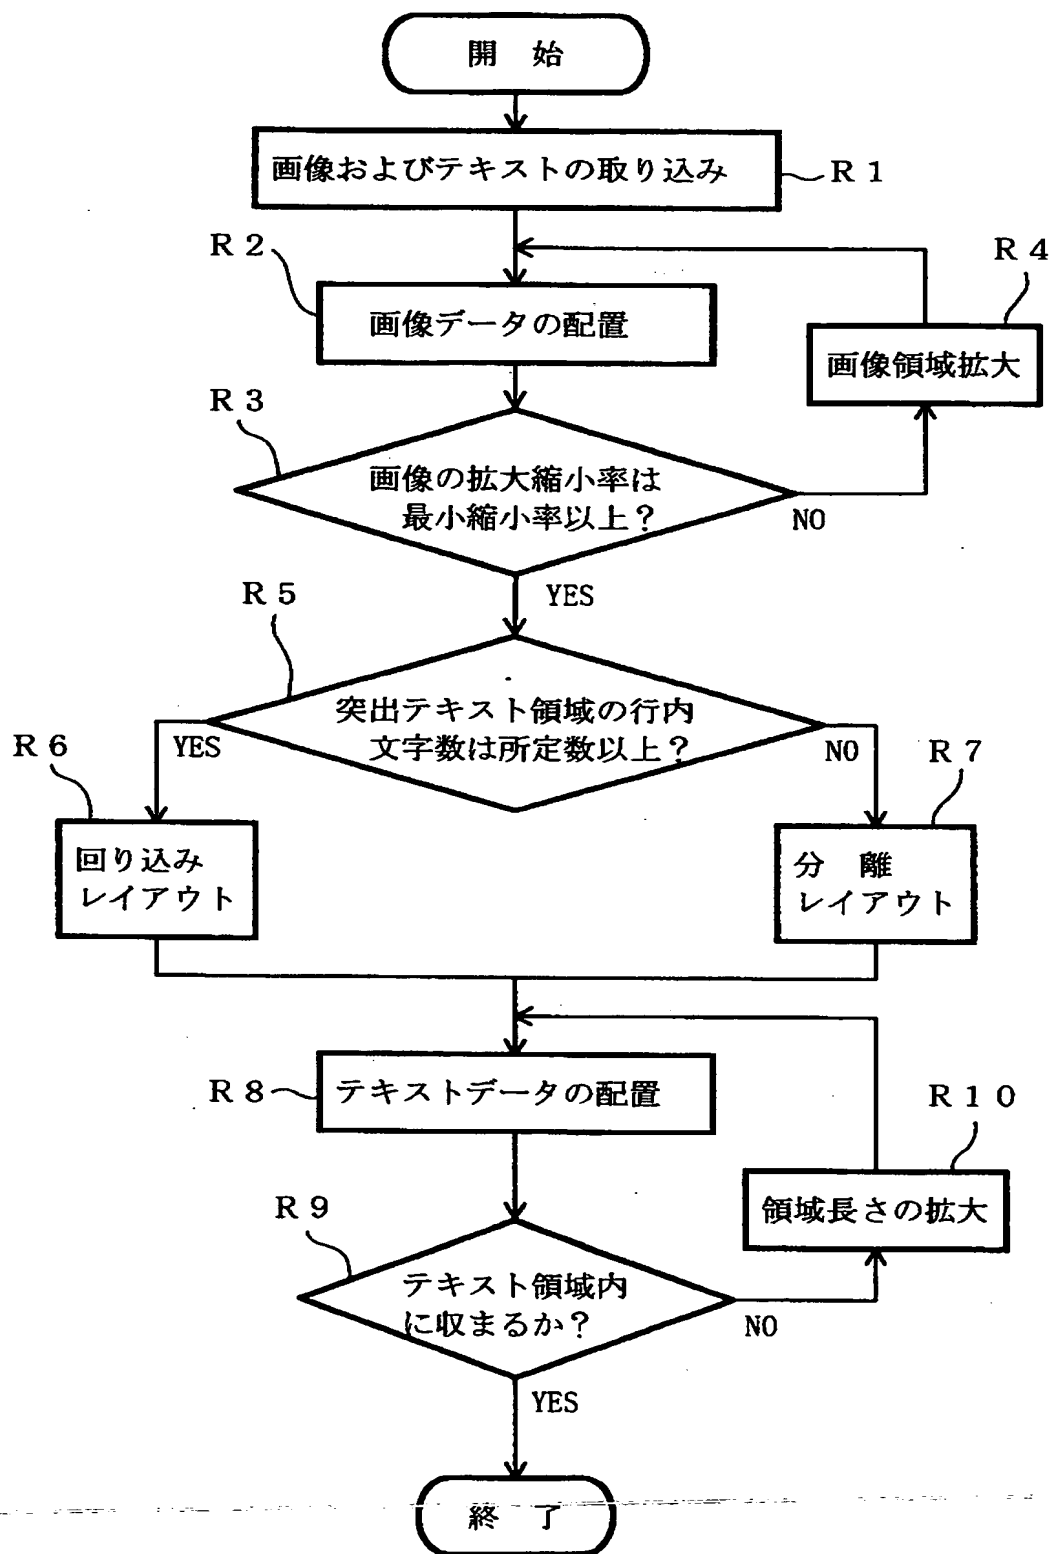 開 始
画像およびテキストの取り込み
R1
R2
画像データの配置
R4
画像領域拡大
R3
画像の拡大縮小率は
最小縮小率以上？
NO
YES
R5
突出テキスト領域の行内
文字数は所定数以上？
YES
NO
R6
回り込み
レイアウト
R7
分 離
レイアウト
R8
テキストデータの配置
R10
領域長さの拡大
R9
テキスト領域内
に収まるか？
NO
YES
終 了